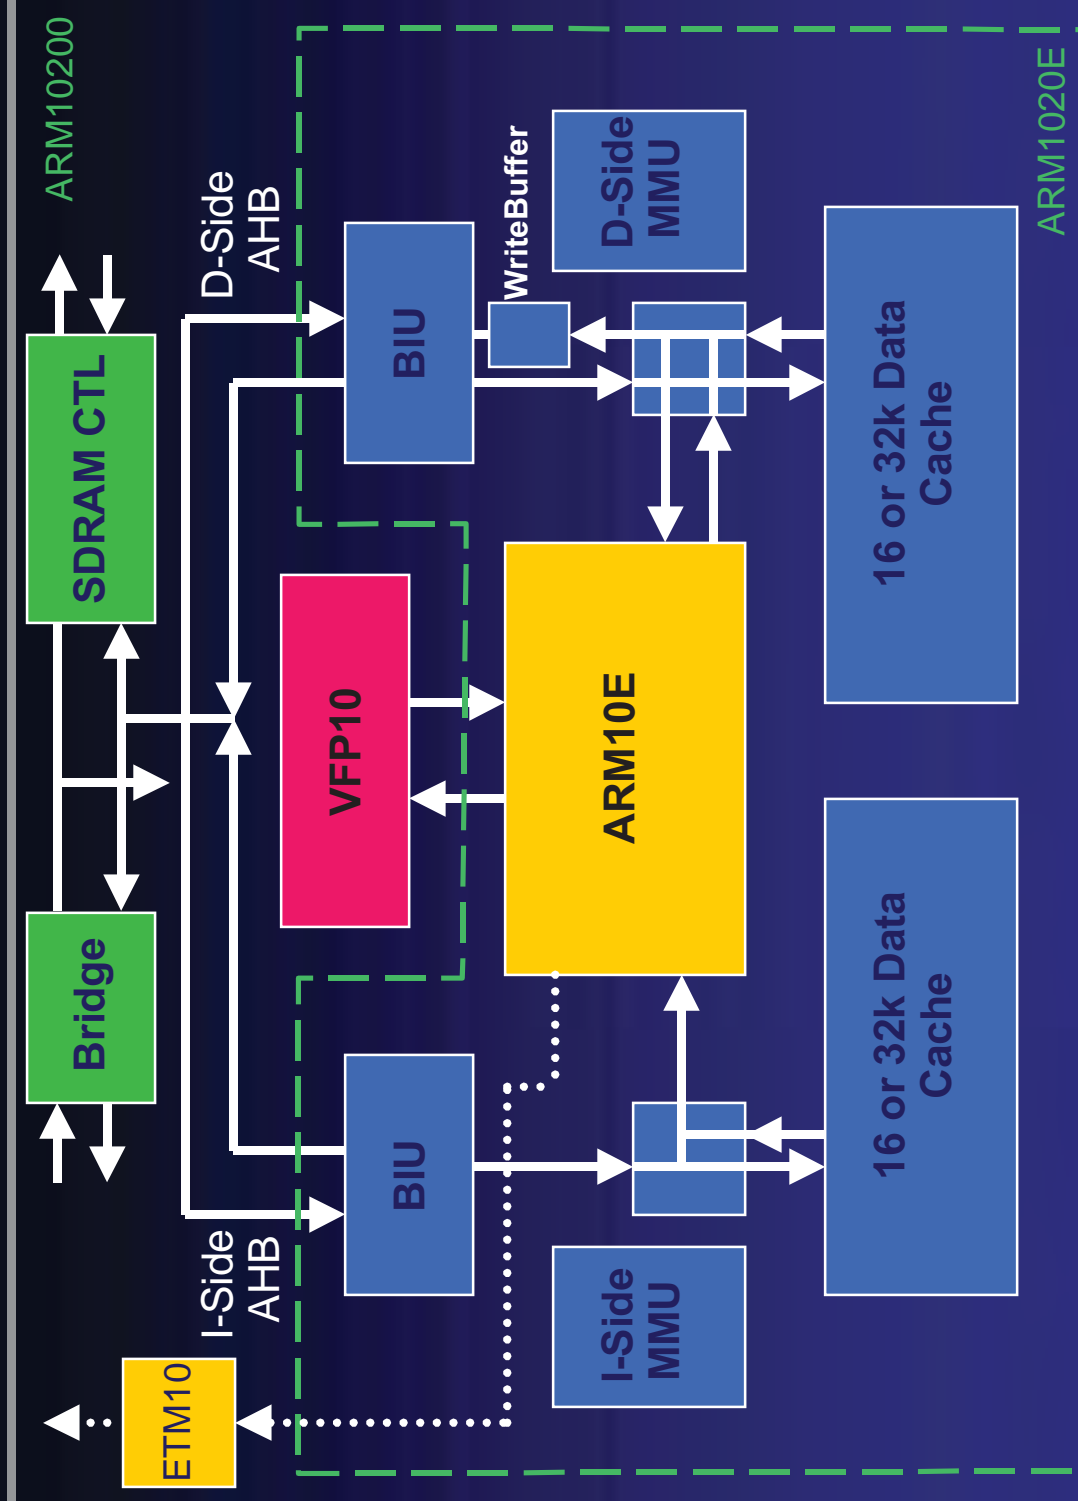 ARM10200
SDRAM CTL
Bridge
D-Side
AHB
I-Side
AHB
ETM10
BIU
BIU
VFP10
WriteBuffer
D-Side
MMU
ARM10E
I-Side
MMU
16 or 32k Data
Cache
16 or 32k Data
Cache
ARM1020E